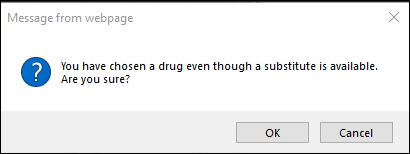 Message from webpage
You have chosen a drug even though a substitute is available.
Are you sure?
OK
Cancel